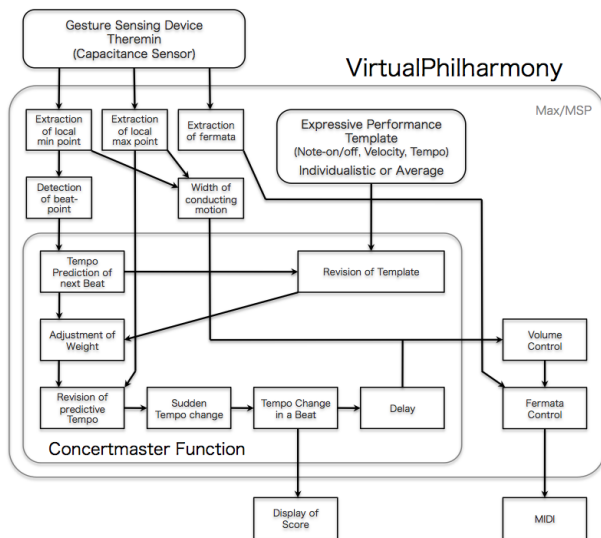 Gesture Sensing Device
Theremin
(Capacitance Sensor)
VirtualPhilharmony
Max/MSP
Extraction
of local
min point
Extraction
of local
max point
Extraction
of fermata
Expressive Performance
Template
(Note-on/off, Velocity, Tempo)
Individualistic or Average
Detection
of beat-
point
Width of
conducting
motion
Tempo
Prediction of
next Beat
Revision of Template
Adjustment of
Weight
Volume
Control
Revision of
predictive
Tempo
Sudden
Tempo change
Tempo Change
in a Beat
Delay
Fermata
Control
Concertmaster Function
Display of
Score
MIDI